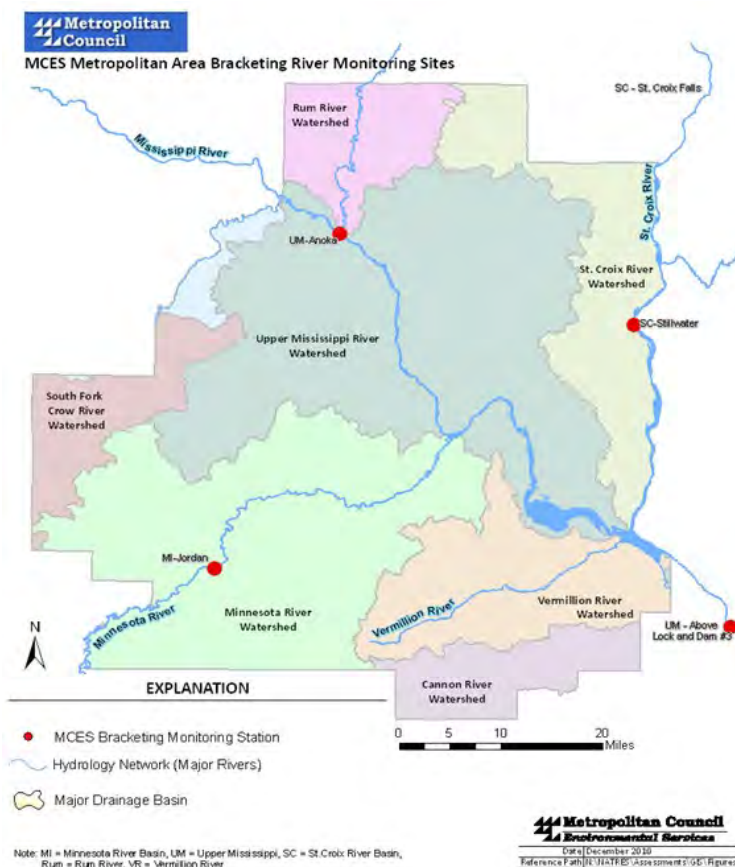 Metropolitan
Council
MCES Metropolitan Area Bracketing River Monitoring Sites
SC - St. Croix Falls
Rum River
Watershed
Mississippi River
St. Croix River
UM-Anoka
St. Croix River
Watershed
SC-Stillwater
Upper Mississippi River
Watershed
South Fork
Crow River
Watershed
MI-Jordan
Minnesota River
Minnesota River
Watershed
Vermillion River
Vermillion River
Watershed
UM - Above
Lock and Dam #3
Cannon River
Watershed
N
EXPLANATION
MCES Bracketing Monitoring Station
Hydrology Network (Major Rivers)
Major Drainage Basin
0 5 10 20
Miles
Note: MI = Minnesota River Basin, UM = Upper Mississippi, SC = St.Croix River Basin,
Rum = Rum River, VR = Vermillion River
Metropolitan Council
Environmental Services
Date December 2010
Reference Path